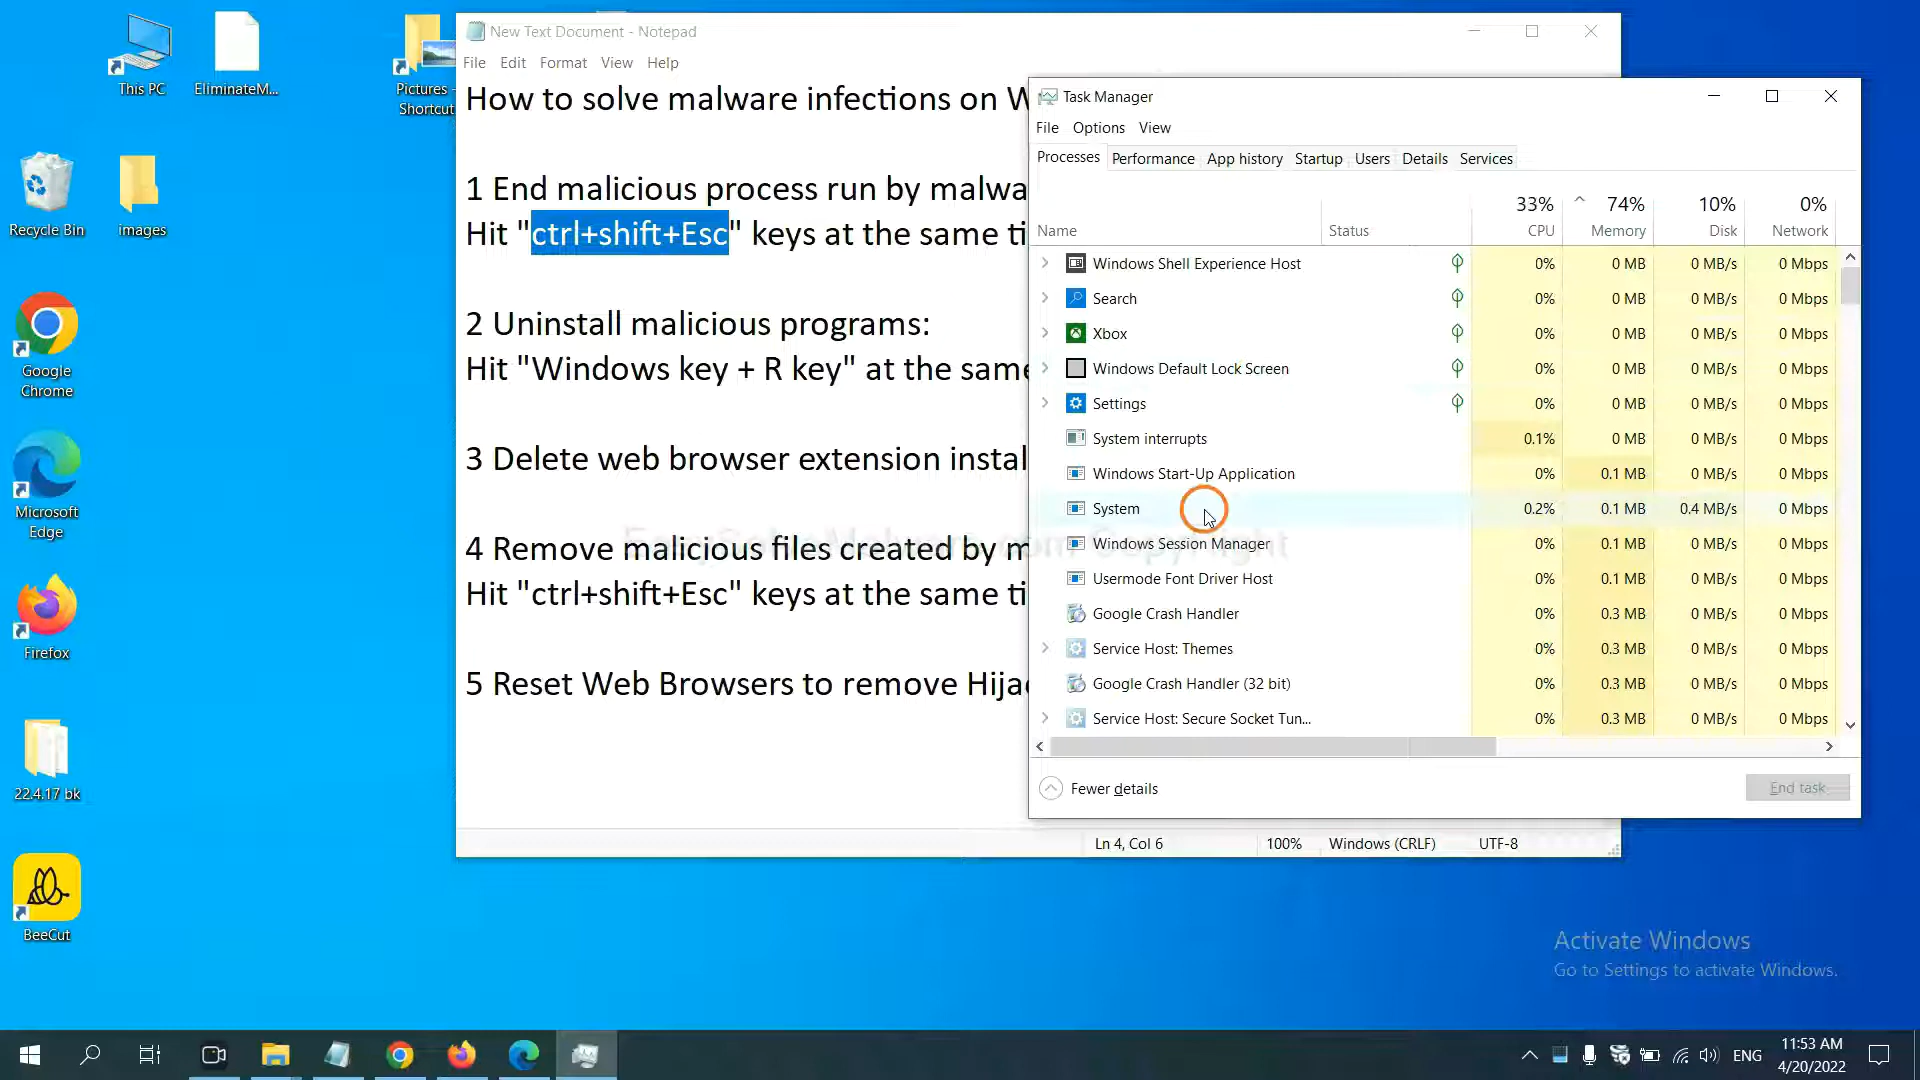 This PC
EliminateM...
Pictures -
Shortcut
Recycle Bin
images
Google
Chrome
Microsoft
Edge
Firefox
22.4.17 bk
BeeCut
New Text Document - Notepad
File Edit Format View Help
How to solve malware infections on W
1 End malicious process run by malwa
Hit "ctrl+shift+Esc" keys at the same ti
2 Uninstall malicious programs:
Hit "Windows key + R key" at the same
3 Delete web browser extension instal
4 Remove malicious files created by m
Hit "ctrl+shift+Esc" keys at the same ti
5 Reset Web Browsers to remove Hijac
EasySolveMalware.com Copyright
Ln 4, Col 6 100% Windows (CRLF) UTF-8
Task Manager
File Options View
Processes Performance App history Startup Users Details Services
33% 74% 10% 0%
Name Status CPU Memory Disk Network
Windows Shell Experience Host 0% 0 MB 0 MB/s 0 Mbps
Search 0% 0 MB 0 MB/s 0 Mbps
Xbox 0% 0 MB 0 MB/s 0 Mbps
Windows Default Lock Screen 0% 0 MB 0 MB/s 0 Mbps
Settings 0% 0 MB 0 MB/s 0 Mbps
System interrupts 0.1% 0 MB 0 MB/s 0 Mbps
Windows Start-Up Application 0% 0.1 MB 0 MB/s 0 Mbps
System 0.2% 0.1 MB 0.4 MB/s 0 Mbps
Windows Session Manager 0% 0.1 MB 0 MB/s 0 Mbps
Usermode Font Driver Host 0% 0.1 MB 0 MB/s 0 Mbps
Google Crash Handler 0% 0.3 MB 0 MB/s 0 Mbps
Service Host: Themes 0% 0.3 MB 0 MB/s 0 Mbps
Google Crash Handler (32 bit) 0% 0.3 MB 0 MB/s 0 Mbps
Service Host: Secure Socket Tun... 0% 0.3 MB 0 MB/s 0 Mbps
Fewer details End task
Activate Windows
Go to Settings to activate Windows.
ENG
11:53 AM
4/20/2022